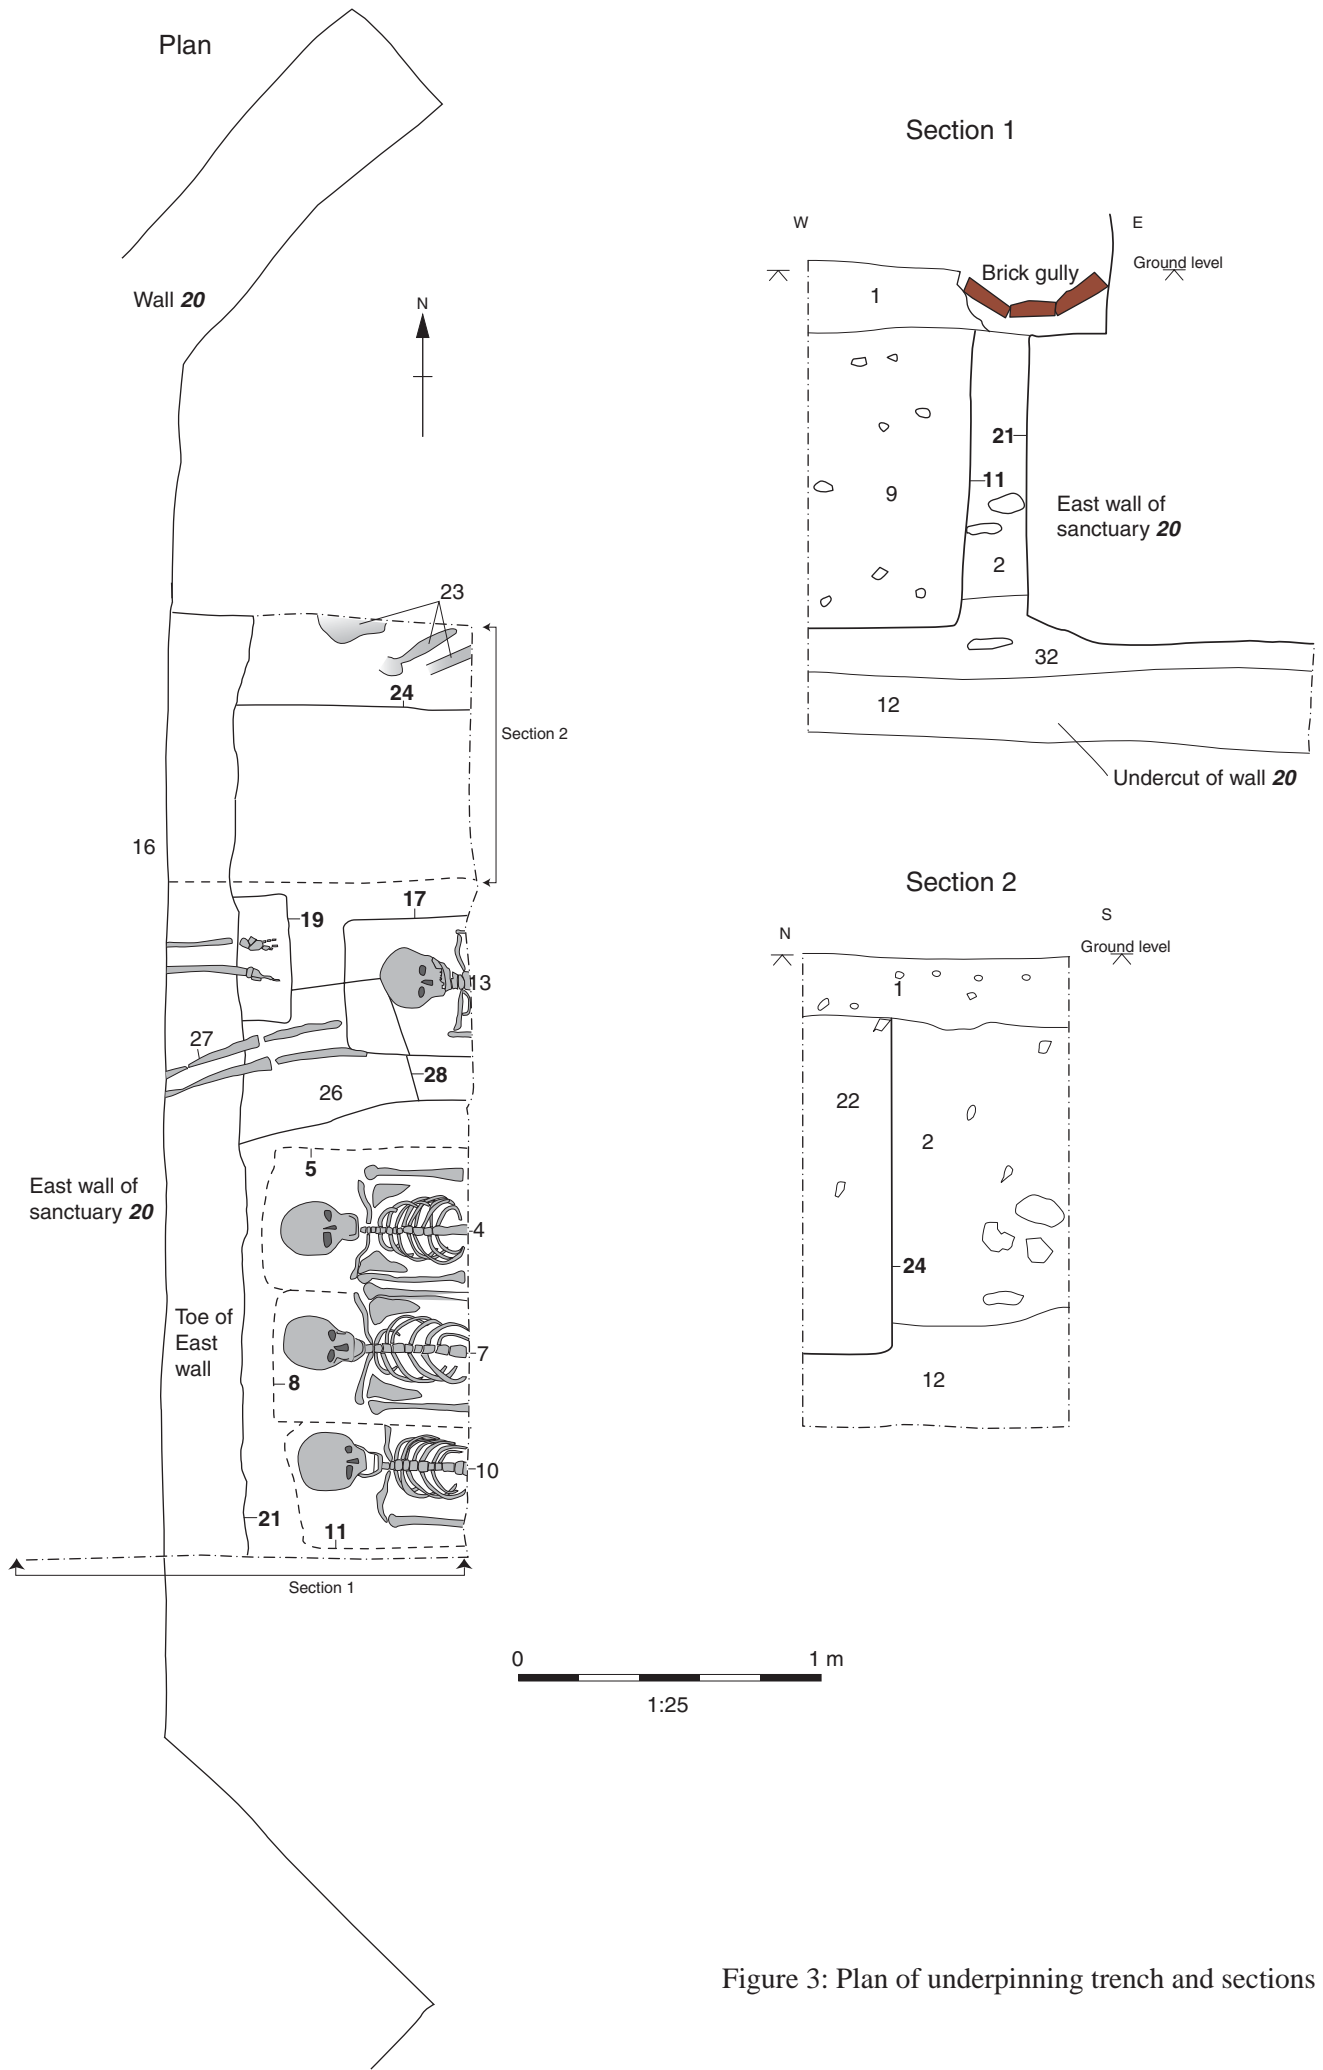 Plan
Wall 20
N
23
24
Section 2
16
17
19
13
27
28
26
5
East wall of
sanctuary 20
4
Toe of
East
wall
7
8
10
21
11
Section 1
0 1 m
1:25
Section 1
W E
Ground level
Brick gully
1
21
11
9
East wall of
sanctuary 20
2
32
12
Undercut of wall 20
Section 2
N S
Ground level
1
22
2
24
12
Figure 3: Plan of underpinning trench and sections